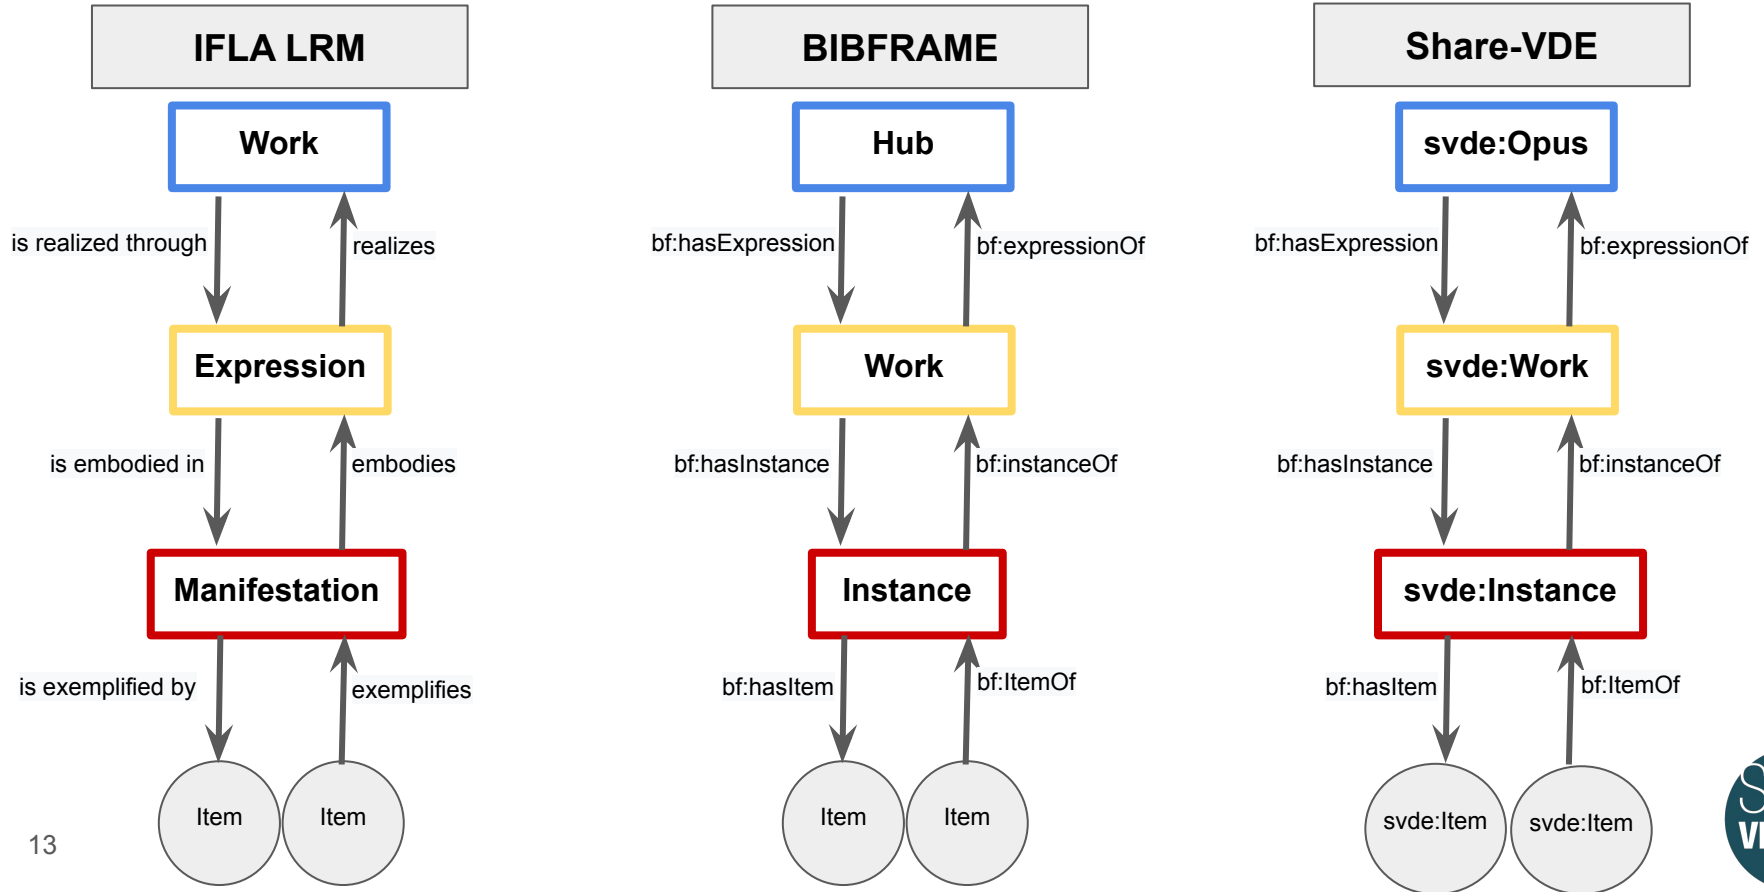 IFLA LRM
BIBFRAME
Share-VDE
Work
Hub
svde:Opus
is realized through
realizes
bf:hasExpression
bf:expressionOf
bf:hasExpression
bf:expressionOf
Expression
Work
svde:Work
is embodied in
embodies
bf:hasInstance
bf:instanceOf
bf:hasInstance
bf:instanceOf
Manifestation
Instance
svde:Instance
is exemplified by
exemplifies
bf:hasItem
bf:ItemOf
bf:hasItem
bf:ItemOf
Item
Item
Item
Item
svde:Item
svde:Item
13